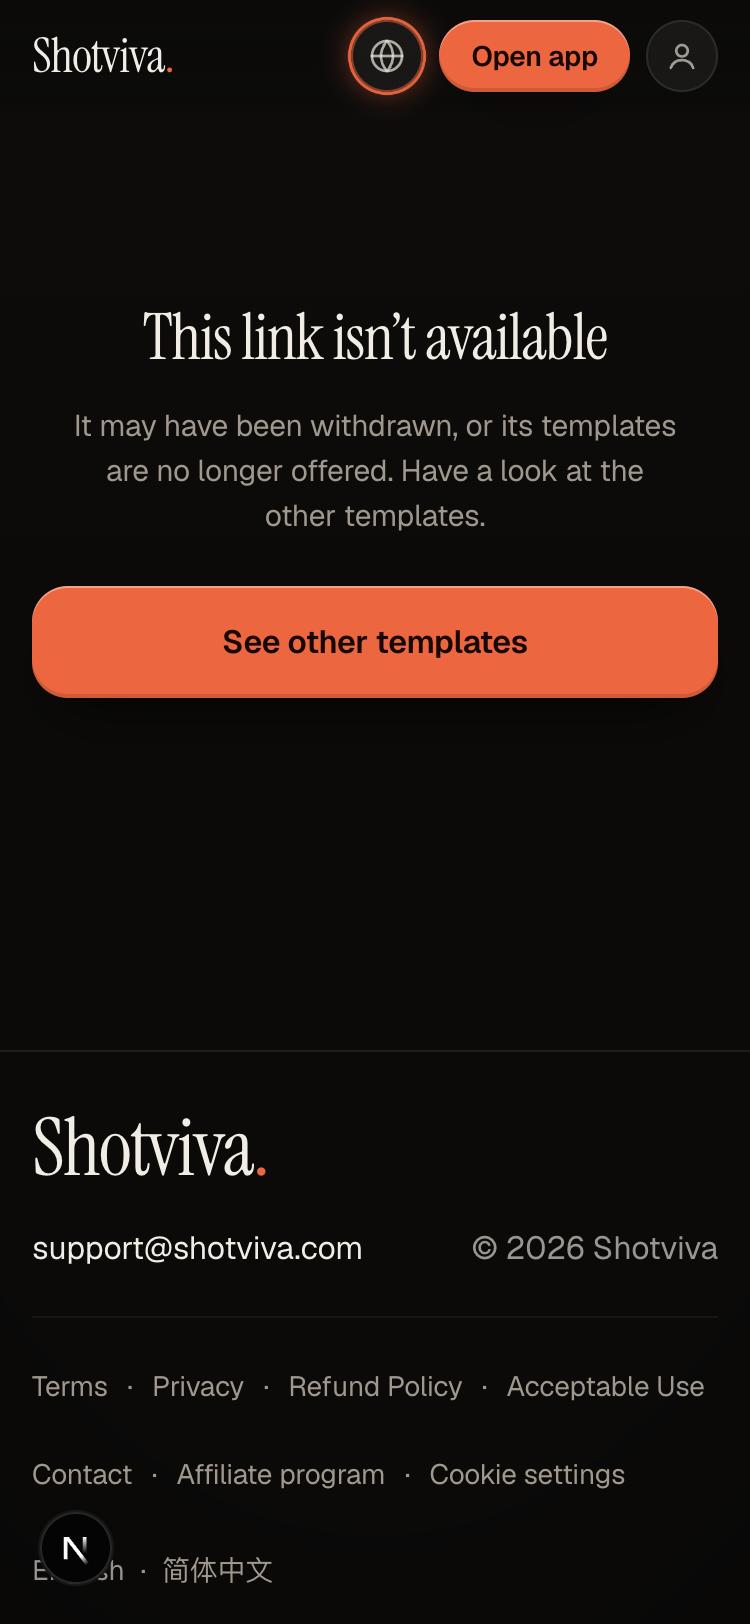 Shotviva.
Open app
This link isn’t available
It may have been withdrawn, or its templates
are no longer offered. Have a look at the
other templates.
See other templates
Shotviva.
support@shotviva.com © 2026 Shotviva
Terms · Privacy · Refund Policy · Acceptable Use
Contact · Affiliate program · Cookie settings
N
· 简体中文